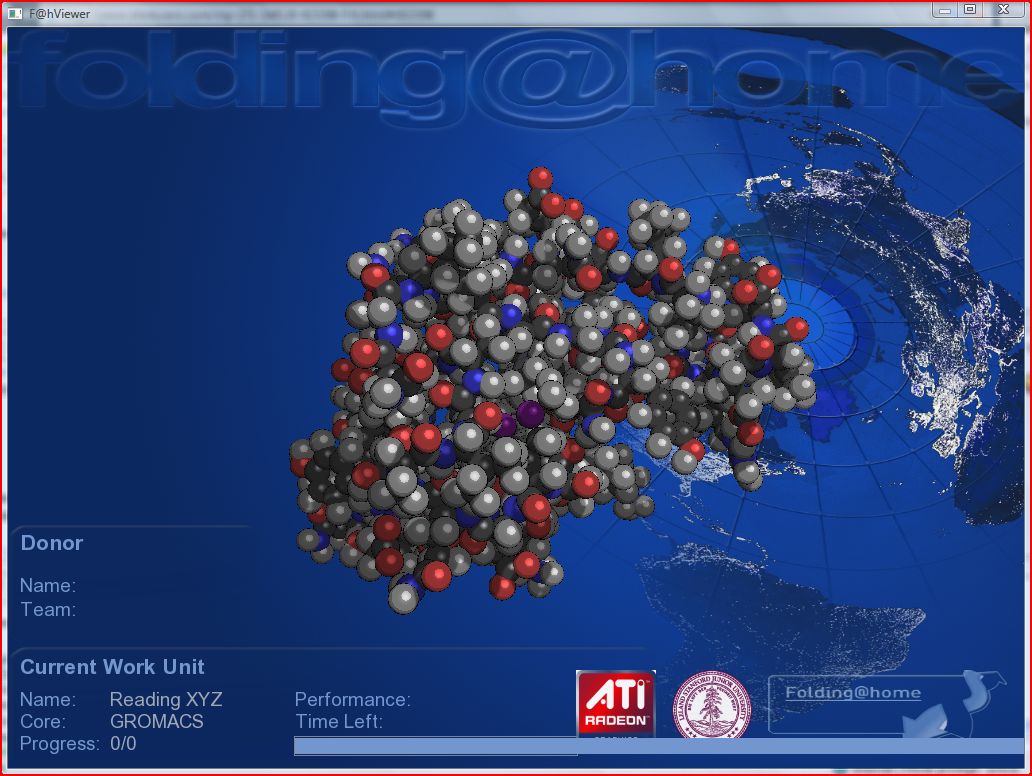 F@hViewer
folding@home
Donor
Name:
Team:
Current Work Unit
Name: Reading XYZ
Core: GROMACS
Progress: 0/0
Performance:
Time Left:
ATI
RADEON
Folding@home